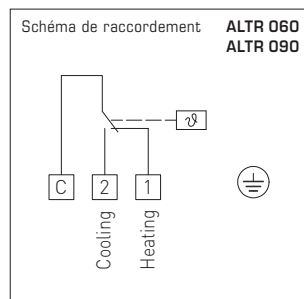 Schéma de raccordement ALTR 060
ALTR 090
ϑ
C 2 1
Cooling
Heating